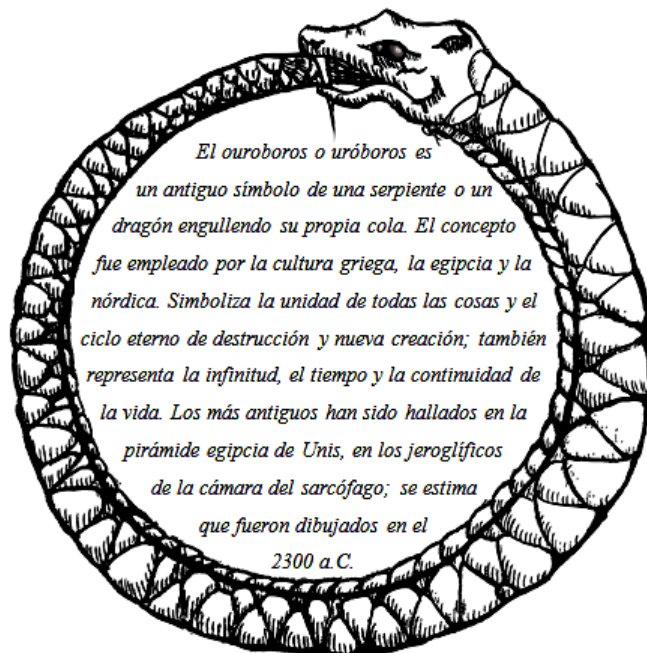 El ouroboros o uróboros es
un antiguo símbolo de una serpiente o un
dragón engullendo su propia cola. El concepto
fue empleado por la cultura griega, la egipcia y la
nórdica. Simboliza la unidad de todas las cosas y el
ciclo eterno de destrucción y nueva creación; también
representa la infinitud, el tiempo y la continuidad de
la vida. Los más antiguos han sido hallados en la
pirámide egipcia de Unis, en los jeroglíficos
de la cámara del sarcófago; se estima
que fueron dibujados en el
2300 a.C.